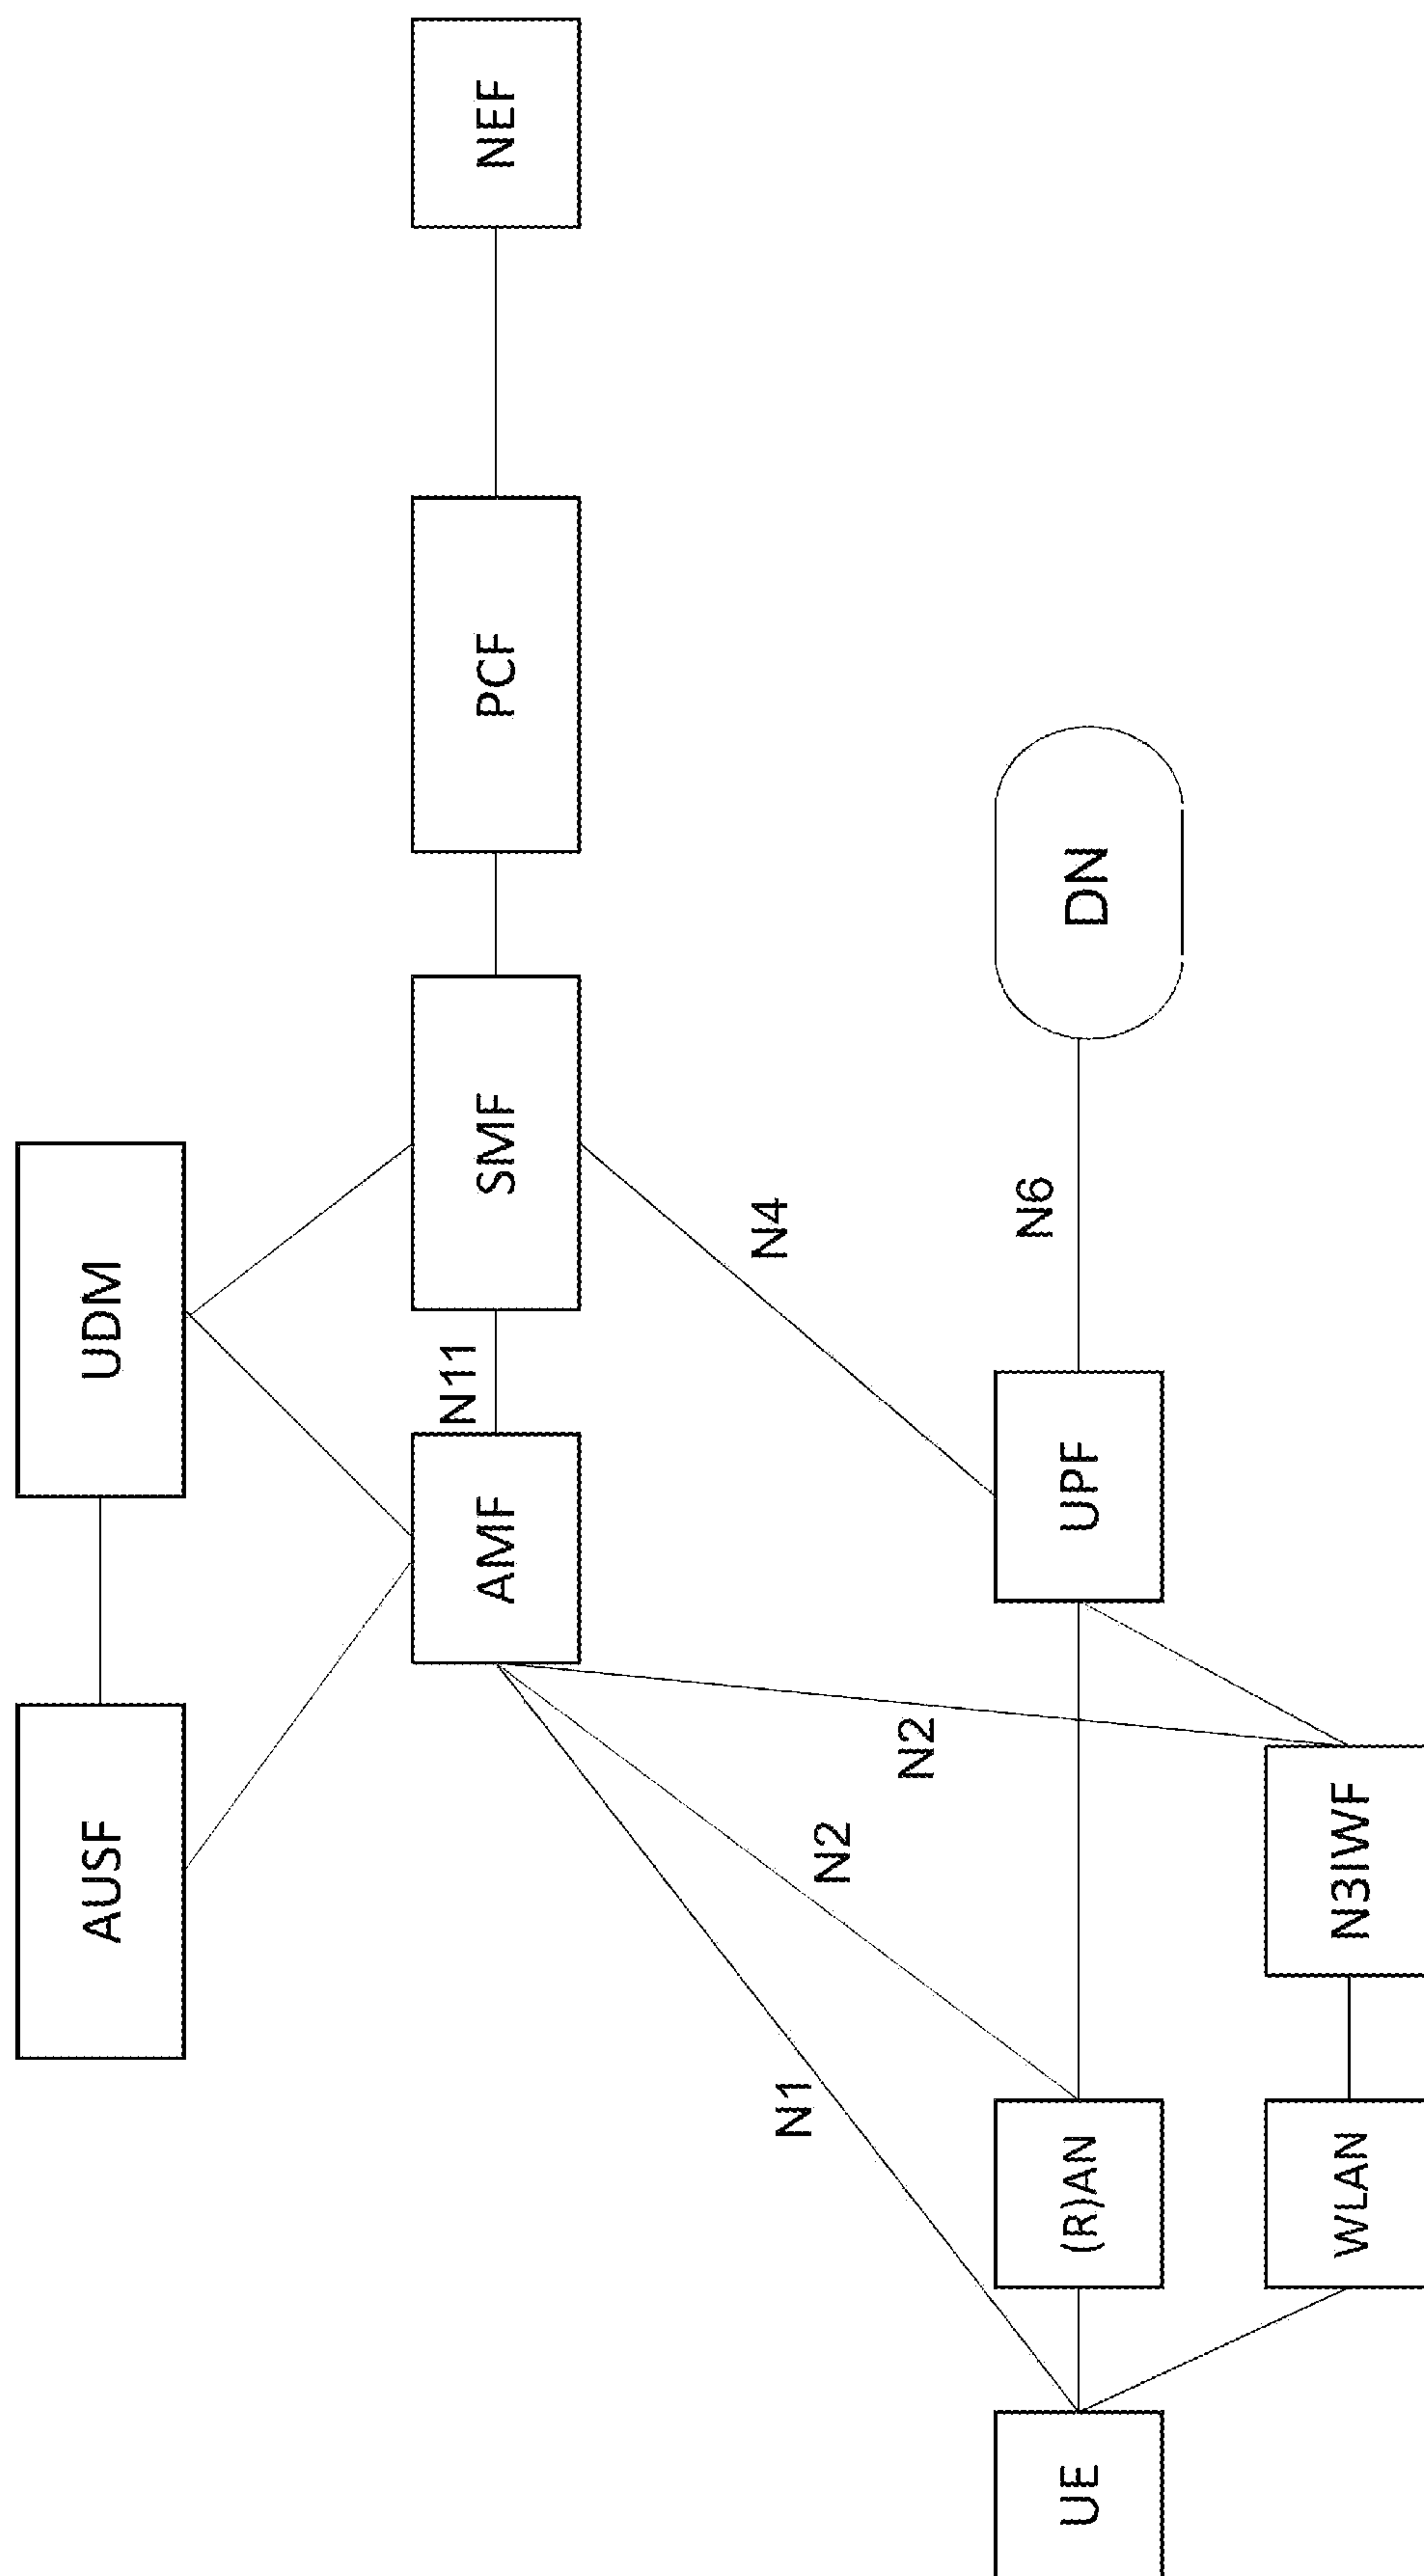 AUSF
UDM
AMF
N11
SMF
PCF
NEF
N1
N2
N2
N4
UE
(R)AN
UPF
N6
DN
WLAN
N3IWF